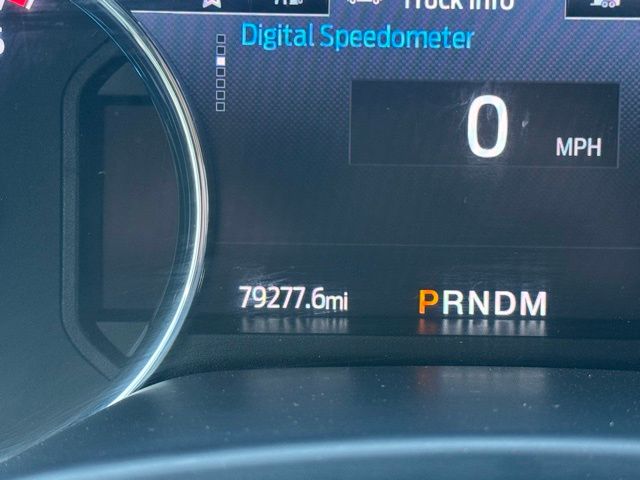 Truck Info
Digital Speedometer
0 MPH
79277.6mi PRNDM